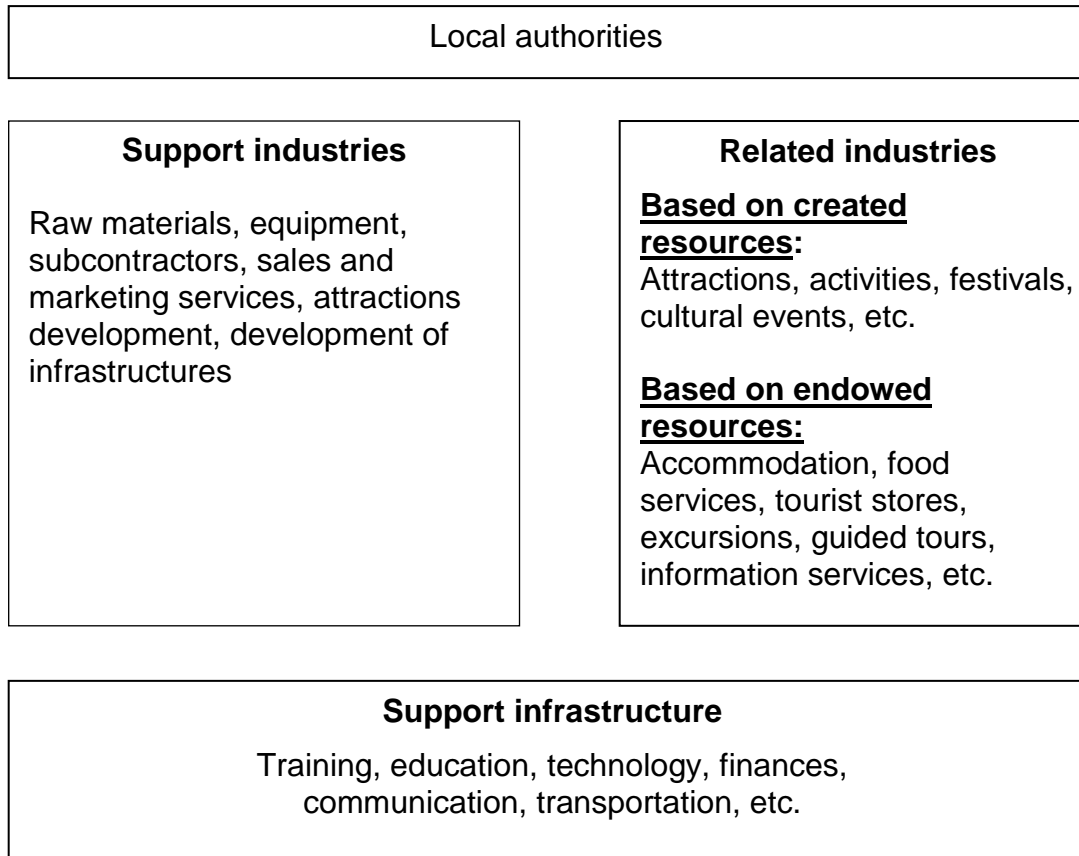 Local authorities
Support industries
Raw materials, equipment,
subcontractors, sales and
marketing services, attractions
development, development of
infrastructures
Related industries
Based on created
resources:
Attractions, activities, festivals,
cultural events, etc.
Based on endowed
resources:
Accommodation, food
services, tourist stores,
excursions, guided tours,
information services, etc.
Support infrastructure
Training, education, technology, finances,
communication, transportation, etc.